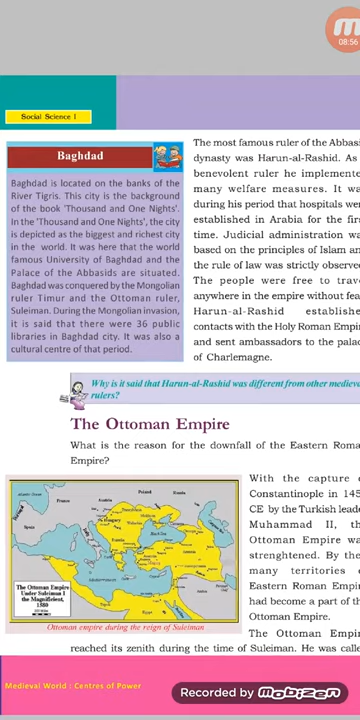 08:56
Social Science I
Baghdad
Baghdad is located on the banks of the
River Tigris. This city is the background
of the book 'Thousand and One Nights'.
In the 'Thousand and One Nights', the city
is depicted as the biggest and richest city
in the world. It was here that the world
famous University of Baghdad and the
Palace of the Abbasids are situated.
Baghdad was conquered by the Mongolian
ruler Timur and the Ottoman ruler,
Suleiman. During the Mongolian invasion,
it is said that there were 36 public
libraries in Baghdad city. It was also a
cultural centre of that period.
The most famous ruler of the Abbasi
dynasty was Harun-al-Rashid. As
benevolent ruler he implemente
many welfare measures. It wa
during his period that hospitals wer
established in Arabia for the firs
time. Judicial administration wa
based on the principles of Islam an
the rule of law was strictly observe
The people were free to trave
anywhere in the empire without fea
Harun-al-Rashid establishe
contacts with the Holy Roman Empir
and sent ambassadors to the palac
of Charlemagne.
Why is it said that Harun-al-Rashid was different from other medieva
rulers?
The Ottoman Empire
What is the reason for the downfall of the Eastern Roma
Empire?
Poland
Russia
France
Austria
Hungary
Spain
The Ottoman Empire
Under Suleiman I
the Magnificent,
1580
Egypt
Ottoman empire during the reign of Suleiman
With the capture o
Constantinople in 145
CE by the Turkish leade
Muhammad II, th
Ottoman Empire wa
strenghtened. By the
many territories o
Eastern Roman Empir
had become a part of th
Ottoman Empire.
The Ottoman Empir
reached its zenith during the time of Suleiman. He was calle
Medieval World : Centres of Power
Recorded by mobizen